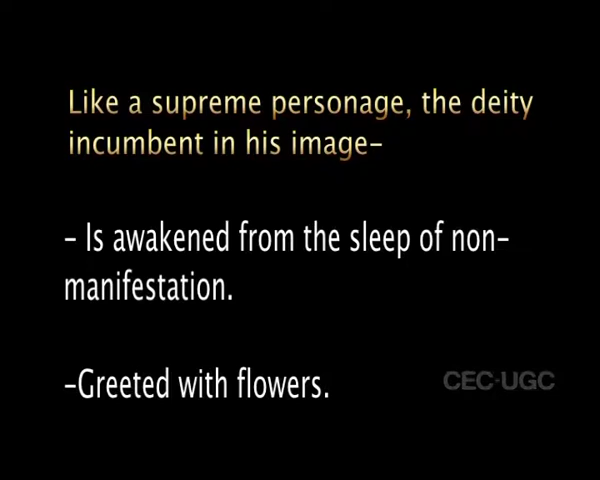 Like a supreme personage, the deity
incumbent in his image–
– Is awakened from the sleep of non–
manifestation.
–Greeted with flowers.
CEC-UGC